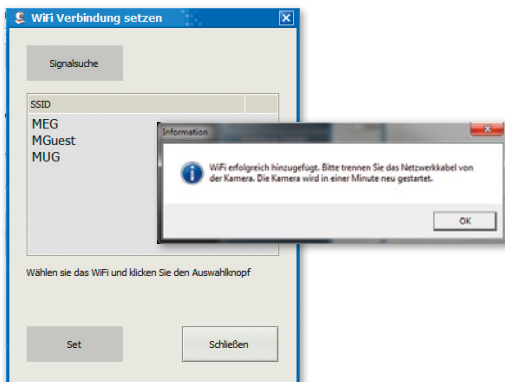 WiFi Verbindung setzen
Signalsuche
SSID
MEG
MGuest
MUG
Wählen sie das WiFi und klicken Sie den Auswahlknopf
Set
Schließen
Information
WiFi erfolgreich hinzugefügt. Bitte trennen Sie das Netzwerkkabel von
der Kamera. Die Kamera wird in einer Minute neu gestartet.
OK